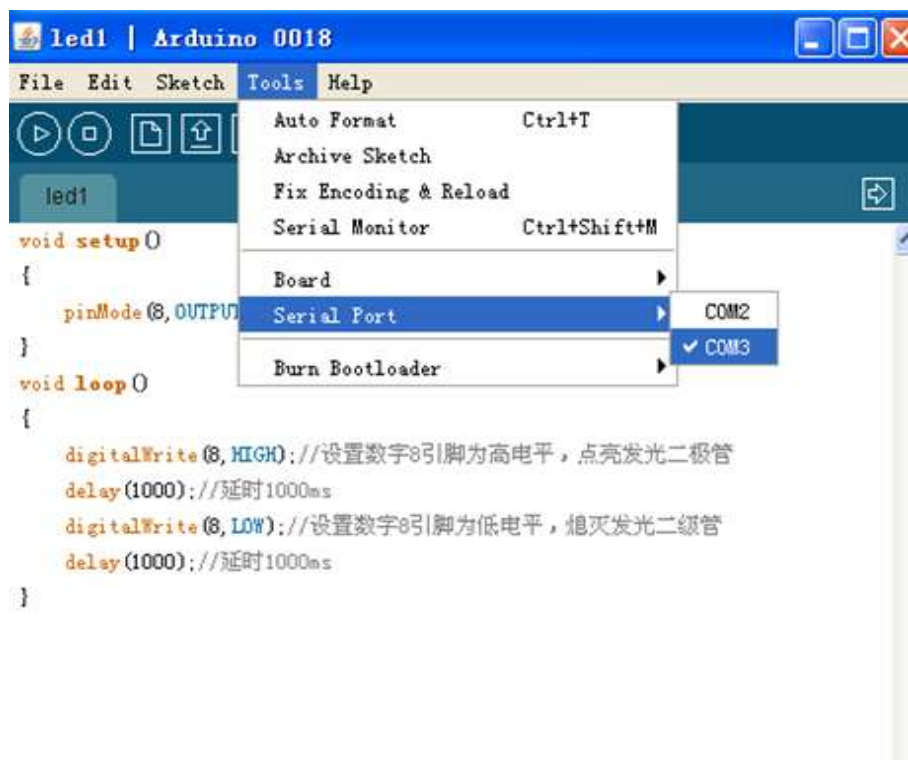 led1 | Arduino 0018
File Edit Sketch Tools Help
Auto Format Ctrl+T
Archive Sketch
led1
Fix Encoding & Reload
Serial Monitor Ctrl+Shift+M
void setup()
{
Board
pinMode(8,OUTPUT
Serial Port
COM2
COM3
}
Burn Bootloader
void loop()
{
digitalWrite(8,HIGH);//设置数字8引脚为高电平，点亮发光二极管
delay(1000);//延时1000ms
digitalWrite(8,LOW);//设置数字8引脚为低电平，熄灭发光二级管
delay(1000);//延时1000ms
}